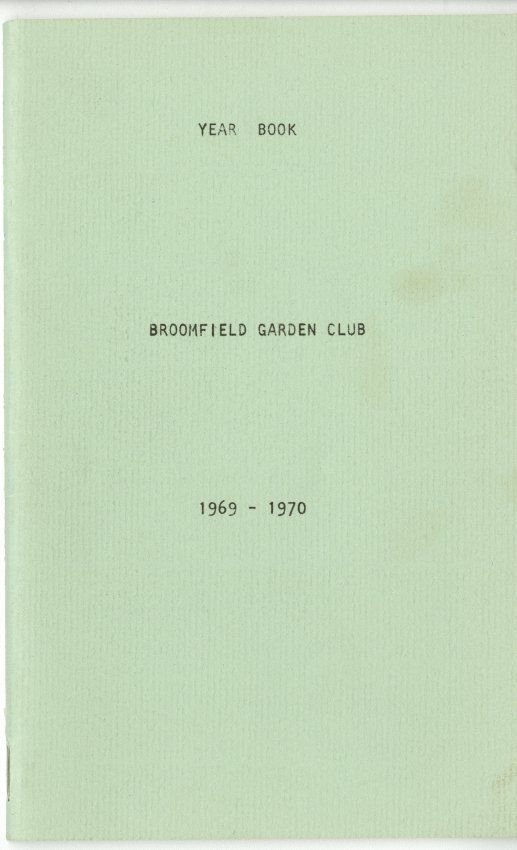 YEAR BOOK
BROOMFIELD GARDEN CLUB
1969 - 1970